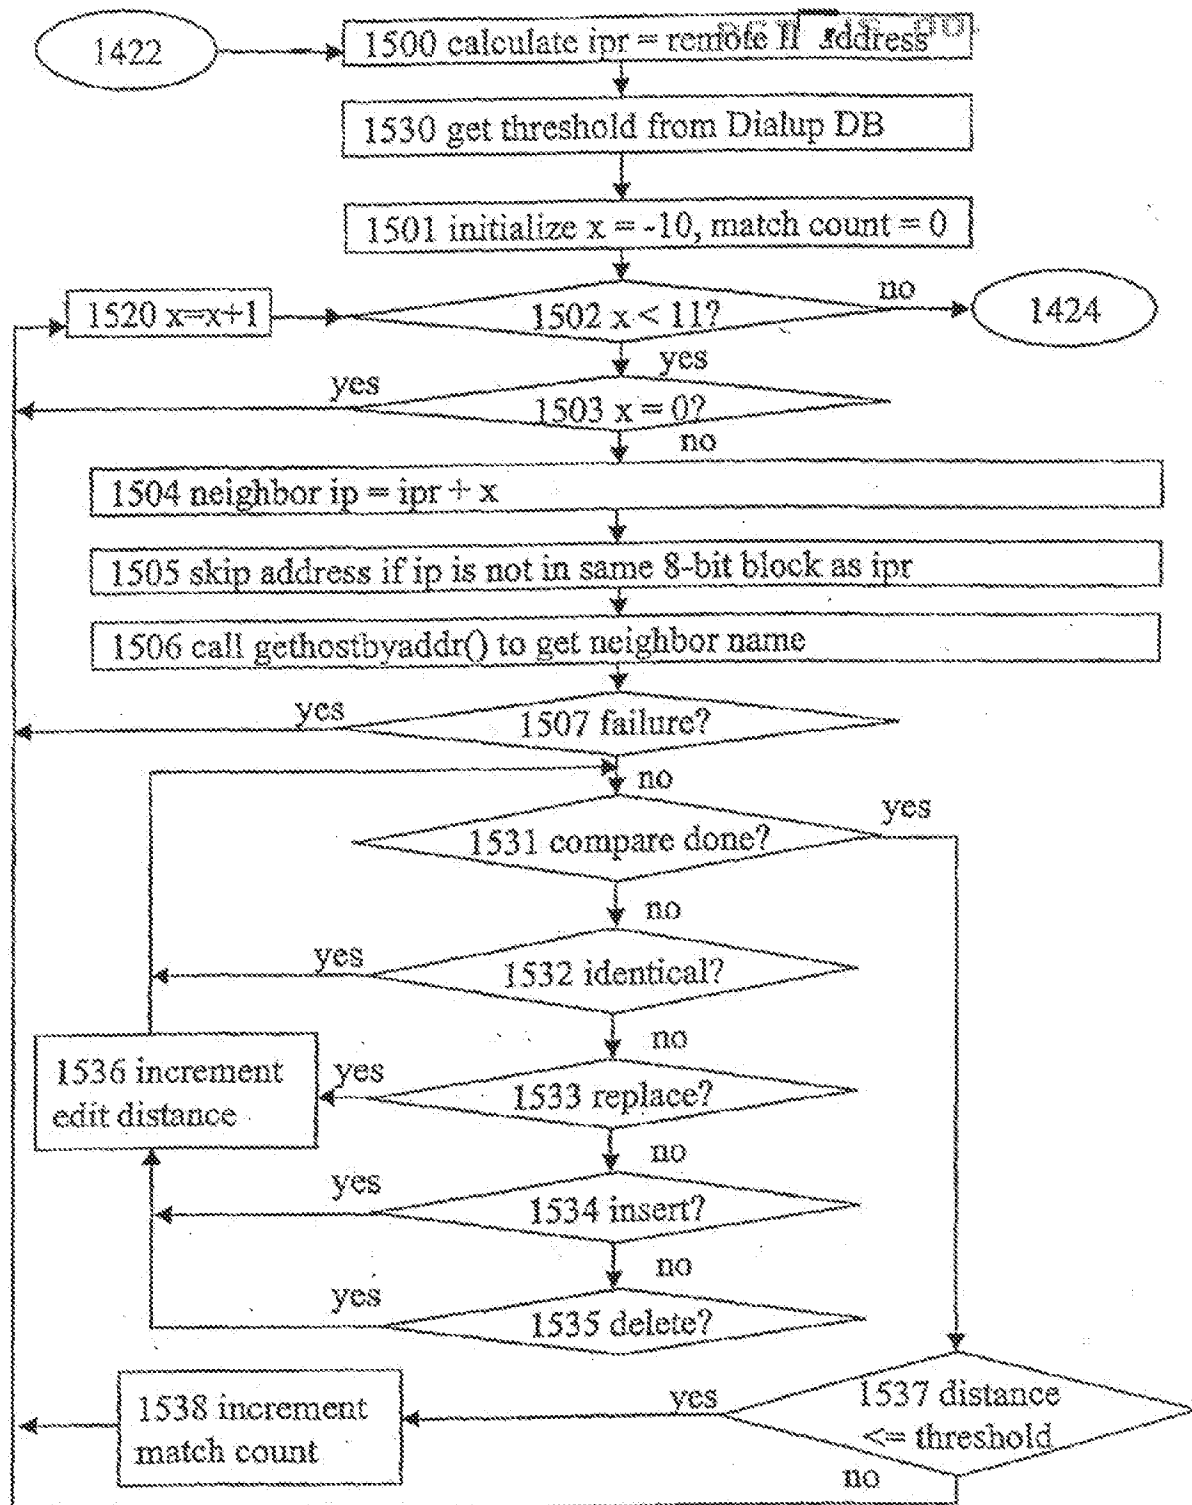 1422
1500 calculate ipr = remote IP address
1530 get threshold from Dialup DB
1501 initialize x = -10, match count = 0
1520 x=x+1
1502 x < 11?
no
1424
yes
yes
1503 x = 0?
no
1504 neighbor ip = ipr + x
1505 skip address if ip is not in same 8-bit block as ipr
1506 call gethostbyaddr() to get neighbor name
yes
1507 failure?
no
yes
1531 compare done?
no
yes
1532 identical?
no
1536 increment
edit distance
yes
1533 replace?
no
yes
1534 insert?
no
yes
1535 delete?
1538 increment
match count
yes
1537 distance
<= threshold
no